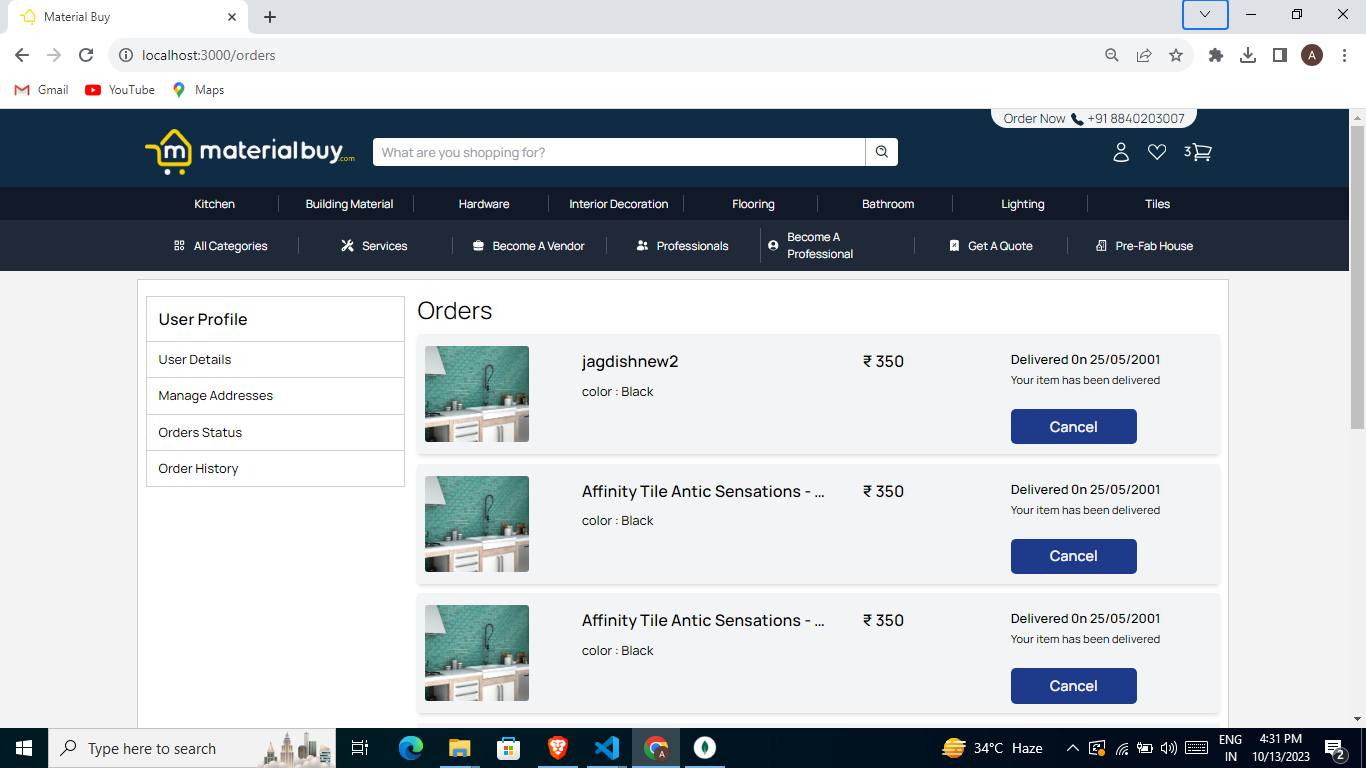 Material Buy
localhost:3000/orders
A
Gmail
YouTube
Maps
Order Now +91 8840203007
m materialbuy.com
What are you shopping for?
3
Kitchen
Building Material
Hardware
Interior Decoration
Flooring
Bathroom
Lighting
Tiles
All Categories
Services
Become A Vendor
Professionals
Become A
Professional
Get A Quote
Pre-Fab House
User Profile
User Details
Manage Addresses
Orders Status
Order History
Orders
jagdishnew2
₹ 350
Delivered 0n 25/05/2001
color : Black
Your item has been delivered
Cancel
Affinity Tile Antic Sensations - ...
₹ 350
Delivered 0n 25/05/2001
color : Black
Your item has been delivered
Cancel
Affinity Tile Antic Sensations - ...
₹ 350
Delivered 0n 25/05/2001
color : Black
Your item has been delivered
Cancel
Type here to search
A
34°C Haze
ENG
IN
4:31 PM
10/13/2023
2